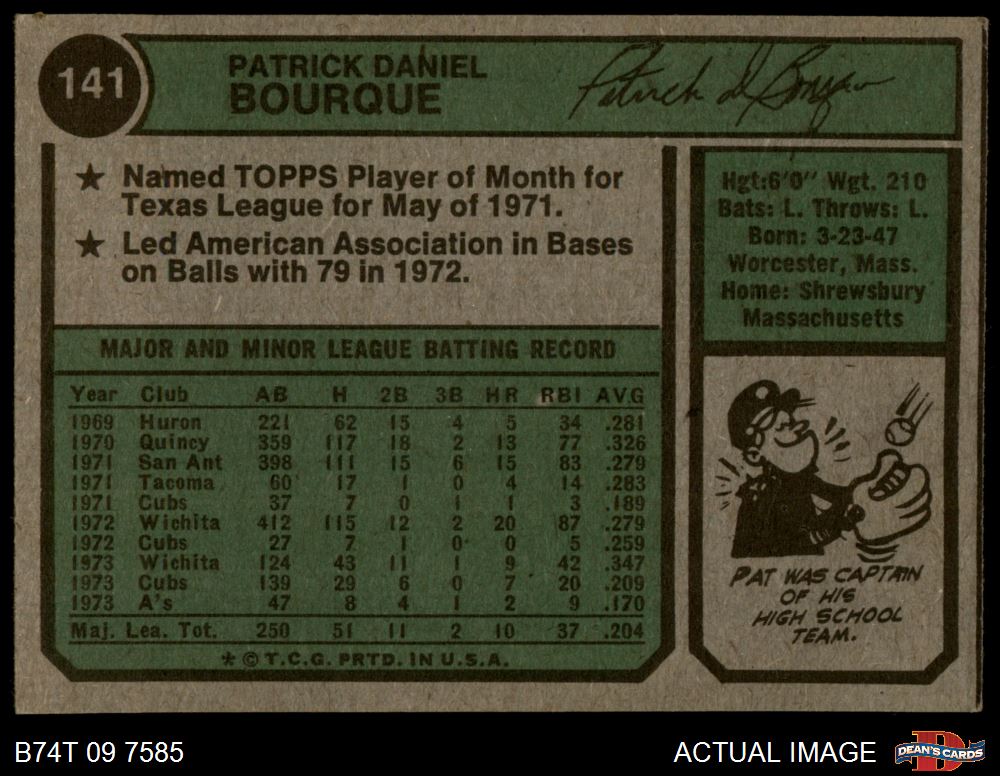 141
PATRICK DANIEL
BOURQUE
Patrick D Bourque
★ Named TOPPS Player of Month for
Texas League for May of 1971.
★ Led American Association in Bases
on Balls with 79 in 1972.
Hgt:6'0" Wgt. 210
Bats: L. Throws: L.
Born: 3-23-47
Worcester, Mass.
Home: Shrewsbury
Massachusetts
MAJOR AND MINOR LEAGUE BATTING RECORD
Year Club AB H 2B 3B HR RBI AVG
1969 Huron 221 62 15 4 5 34 .281
1970 Quincy 359 117 18 2 13 77 .326
1971 San Ant 398 111 15 6 15 83 .279
1971 Tacoma 60 17 1 0 4 14 .283
1971 Cubs 37 7 0 1 1 3 .189
1972 Wichita 412 115 12 2 20 87 .279
1972 Cubs 27 7 1 0 0 5 .259
1973 Wichita 124 43 11 1 9 42 .347
1973 Cubs 139 29 6 0 7 20 .209
1973 A's 47 8 4 1 2 9 .170
Maj. Lea. Tot. 250 51 11 2 10 37 .204
* © T.C.G. PRTD. IN U.S.A.
PAT WAS CAPTAIN
OF HIS
HIGH SCHOOL
TEAM.
B74T 09 7585
ACTUAL IMAGE
DEAN'S CARDS